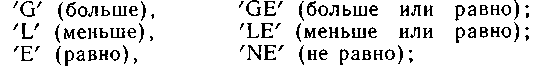 'G' (больше), 'GE' (больше или равно);
'L' (меньше), 'LE' (меньше или равно);
'E' (равно), 'NE' (не равно);